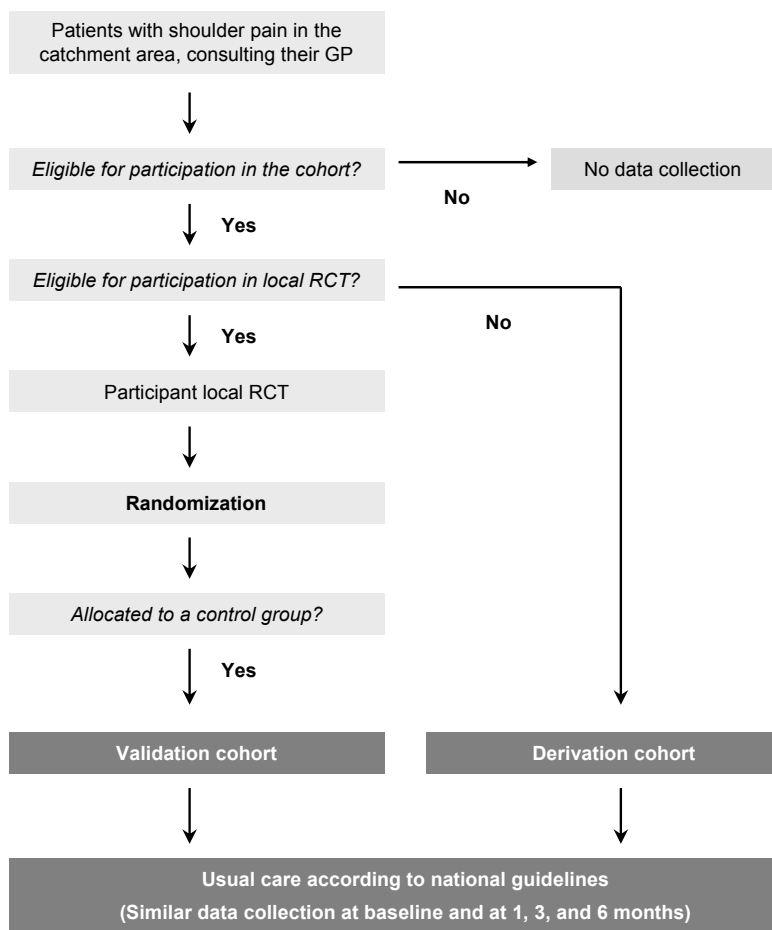 Patients with shoulder pain in the
catchment area, consulting their GP
Eligible for participation in the cohort?
No data collection
No
Yes
Eligible for participation in local RCT?
No
Yes
Participant local RCT
Randomization
Allocated to a control group?
Yes
Validation cohort
Derivation cohort
Usual care according to national guidelines
(Similar data collection at baseline and at 1, 3, and 6 months)